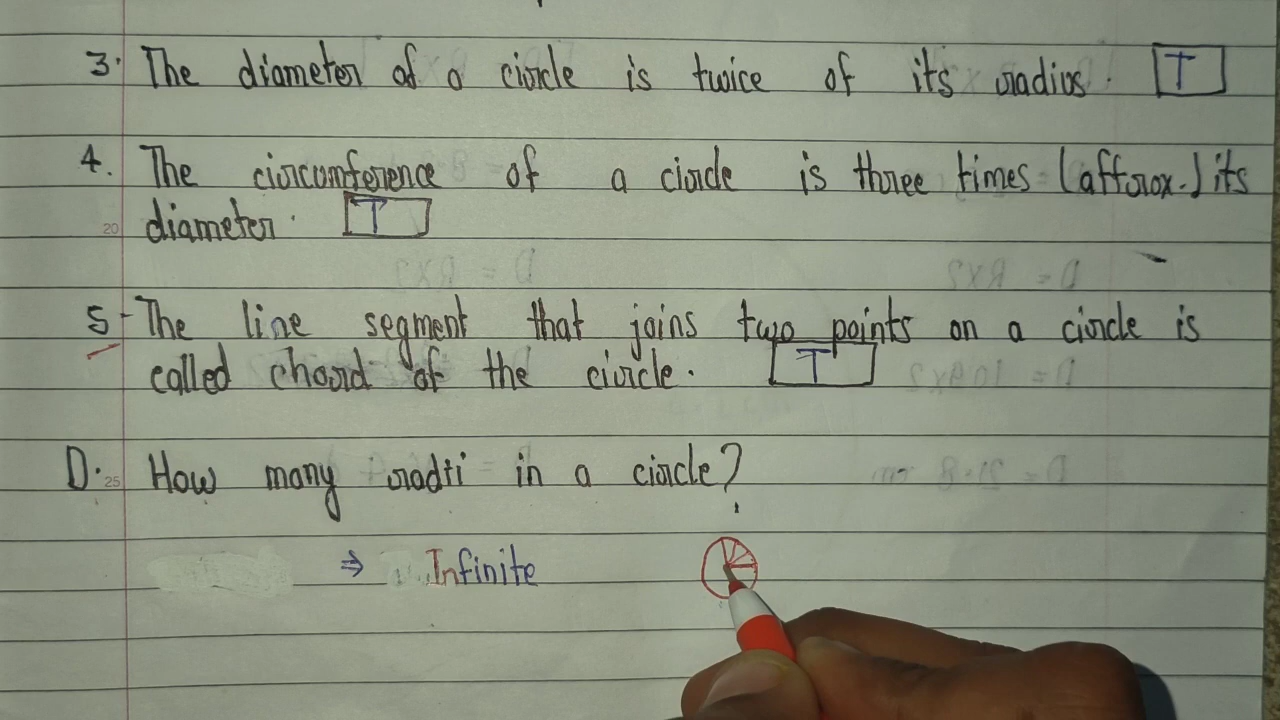 3. The diameter of a circle is twice of its radius. T
4. The circumference of a circle is three times (approx.) its
20 diameter. T
5- The line segment that joins two points on a circle is
called chord of the circle. T
D. 25 How many radii in a circle?
⇒ Infinite